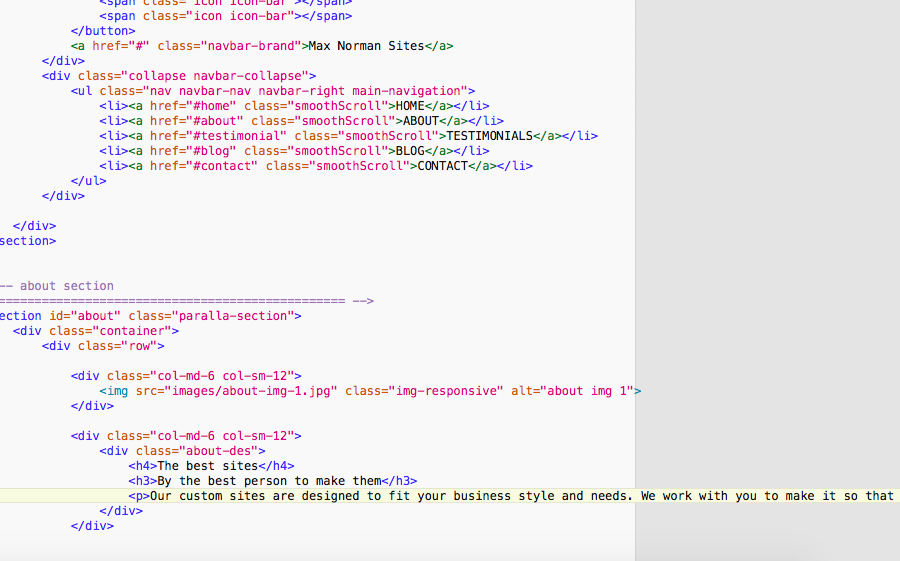 <span class="icon icon-bar"></span>
<span class="icon icon-bar"></span>
</button>
<a href="#" class="navbar-brand">Max Norman Sites</a>
</div>
<div class="collapse navbar-collapse">
<ul class="nav navbar-nav navbar-right main-navigation">
<li><a href="#home" class="smoothScroll">HOME</a></li>
<li><a href="#about" class="smoothScroll">ABOUT</a></li>
<li><a href="#testimonial" class="smoothScroll">TESTIMONIALS</a></li>
<li><a href="#blog" class="smoothScroll">BLOG</a></li>
<li><a href="#contact" class="smoothScroll">CONTACT</a></li>
</ul>
</div>
</div>
section>
-- about section
================================================ -->
ection id="about" class="paralla-section">
<div class="container">
<div class="row">
<div class="col-md-6 col-sm-12">
<img src="images/about-img-1.jpg" class="img-responsive" alt="about img 1">
</div>
<div class="col-md-6 col-sm-12">
<div class="about-des">
<h4>The best sites</h4>
<h3>By the best person to make them</h3>
<p>Our custom sites are designed to fit your business style and needs. We work with you to make it so that
</div>
</div>